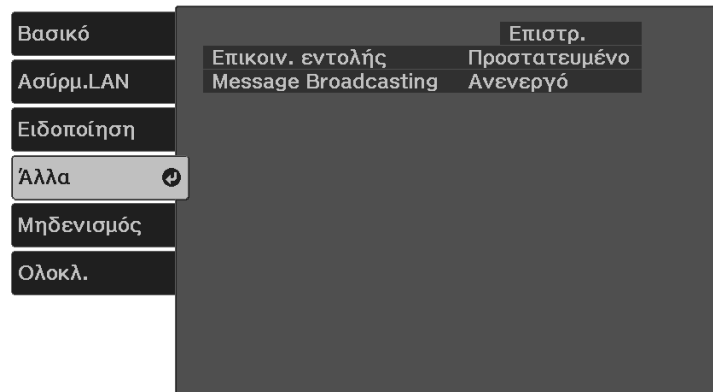 Βασικό
Ασύρμ.LAN
Ειδοποίηση
Άλλα
Μηδενισμός
Ολοκλ.
Επιστρ.
Επικοιν. εντολής Προστατευμένο
Message Broadcasting Ανενεργό